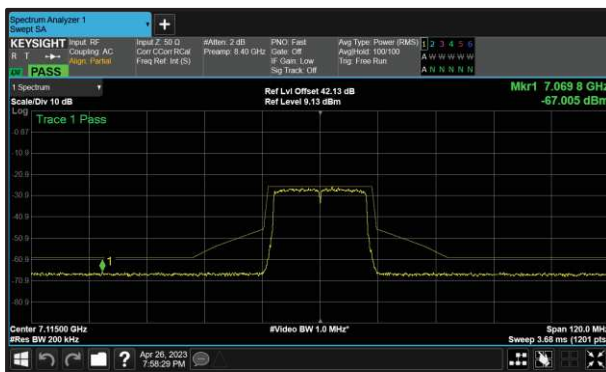 Spectrum Analyzer 1
Swept SA
KEYSIGHT
R T
PASS
Input: RF
Coupling: AC
Align: Partial
Input Z: 50 Ω
Corr CCorr RCal
Freq Ref: Int (S)
#Atten: 2 dB
Preamp: 8.40 GHz
PNO: Fast
Gate: Off
IF Gain: Low
Sig Track: Off
Avg Type: Power (RMS)
Avg|Hold: 100/100
Trig: Free Run
1 2 3 4 5 6
A W W W W W
A N N N N N
1 Spectrum
Scale/Div 10 dB
Log
Ref Lvl Offset 42.13 dB
Ref Level 9.13 dBm
Mkr1 7.069 8 GHz
-67.005 dBm
Trace 1 Pass
-0.87
-10.9
-20.9
-30.9
-40.9
-50.9
-60.9
-70.9
-80.9
1
Center 7.11500 GHz
#Res BW 200 kHz
#Video BW 1.0 MHz*
Span 120.0 MHz
Sweep 3.68 ms (1201 pts)
?
Apr 26, 2023
7:58:29 PM